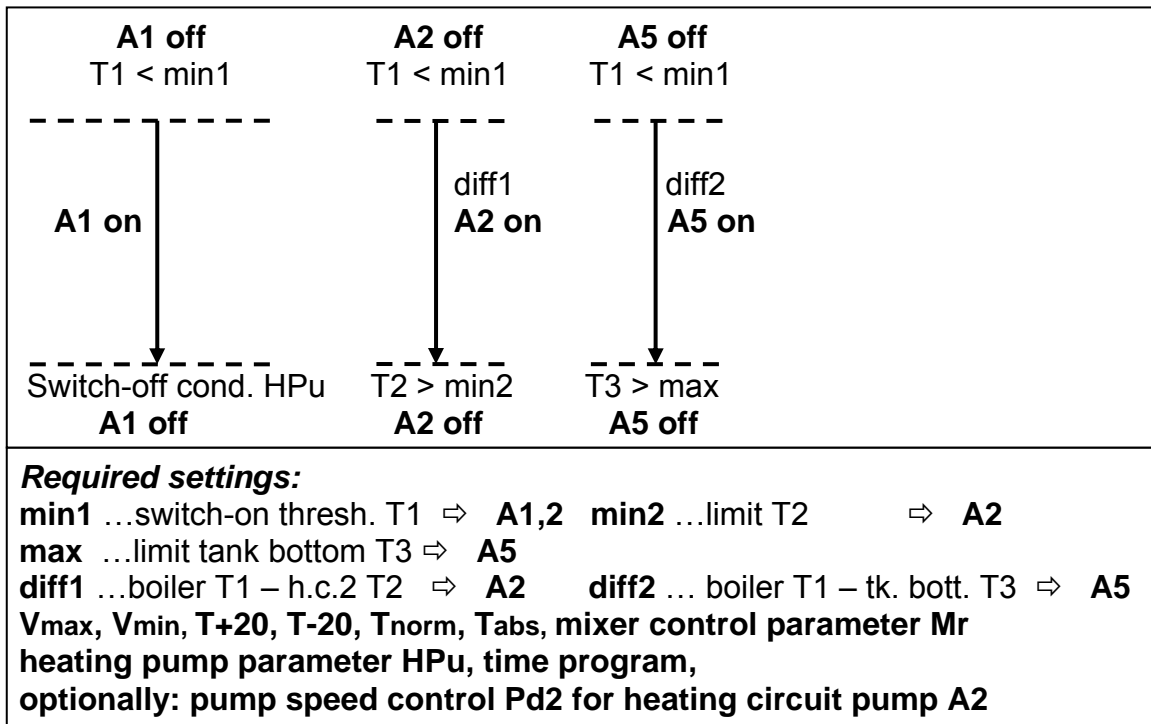 A1 off A2 off A5 off
T1 < min1 T1 < min1 T1 < min1
diff1 diff2
A1 on A2 on A5 on
Switch-off cond. HPu T2 > min2 T3 > max
A1 off A2 off A5 off
Required settings:
min1 …switch-on thresh. T1 ⇨ A1,2 min2 …limit T2 ⇨ A2
max …limit tank bottom T3 ⇨ A5
diff1 …boiler T1 – h.c.2 T2 ⇨ A2 diff2 … boiler T1 – tk. bott. T3 ⇨ A5
Vmax, Vmin, T+20, T-20, Tnorm, Tabs, mixer control parameter Mr
heating pump parameter HPu, time program,
optionally: pump speed control Pd2 for heating circuit pump A2